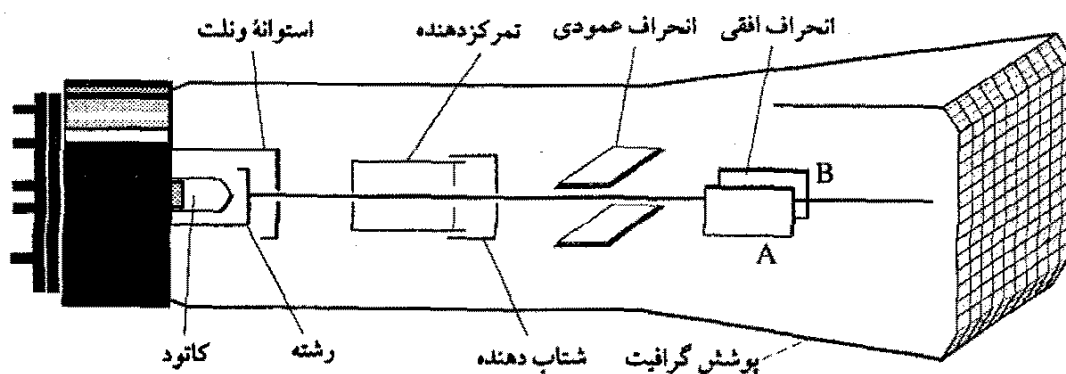 انحراف افقی
انحراف عمودی
تمرکزدهنده
استوانهٔ ونلت
B
A
پوشش گرافیت
شتاب دهنده
رشته
کاتود